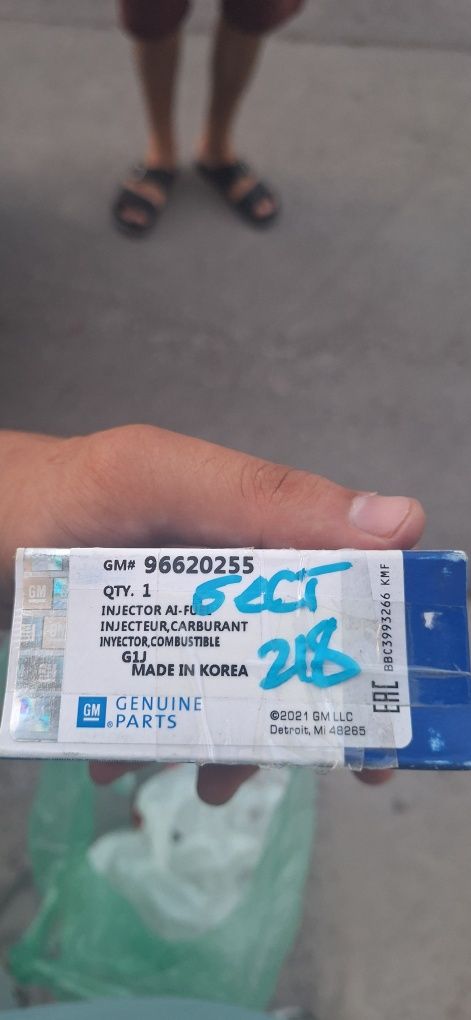 GM# 96620255
QTY. 1
INJECTOR AI-FUEL
INJECTEUR,CARBURANT
INYECTOR,COMBUSTIBLE
G1J
MADE IN KOREA
GM GENUINE
PARTS
©2021 GM LLC
Detroit, Mi 48265
EAC
BBC3993266 KMF
218